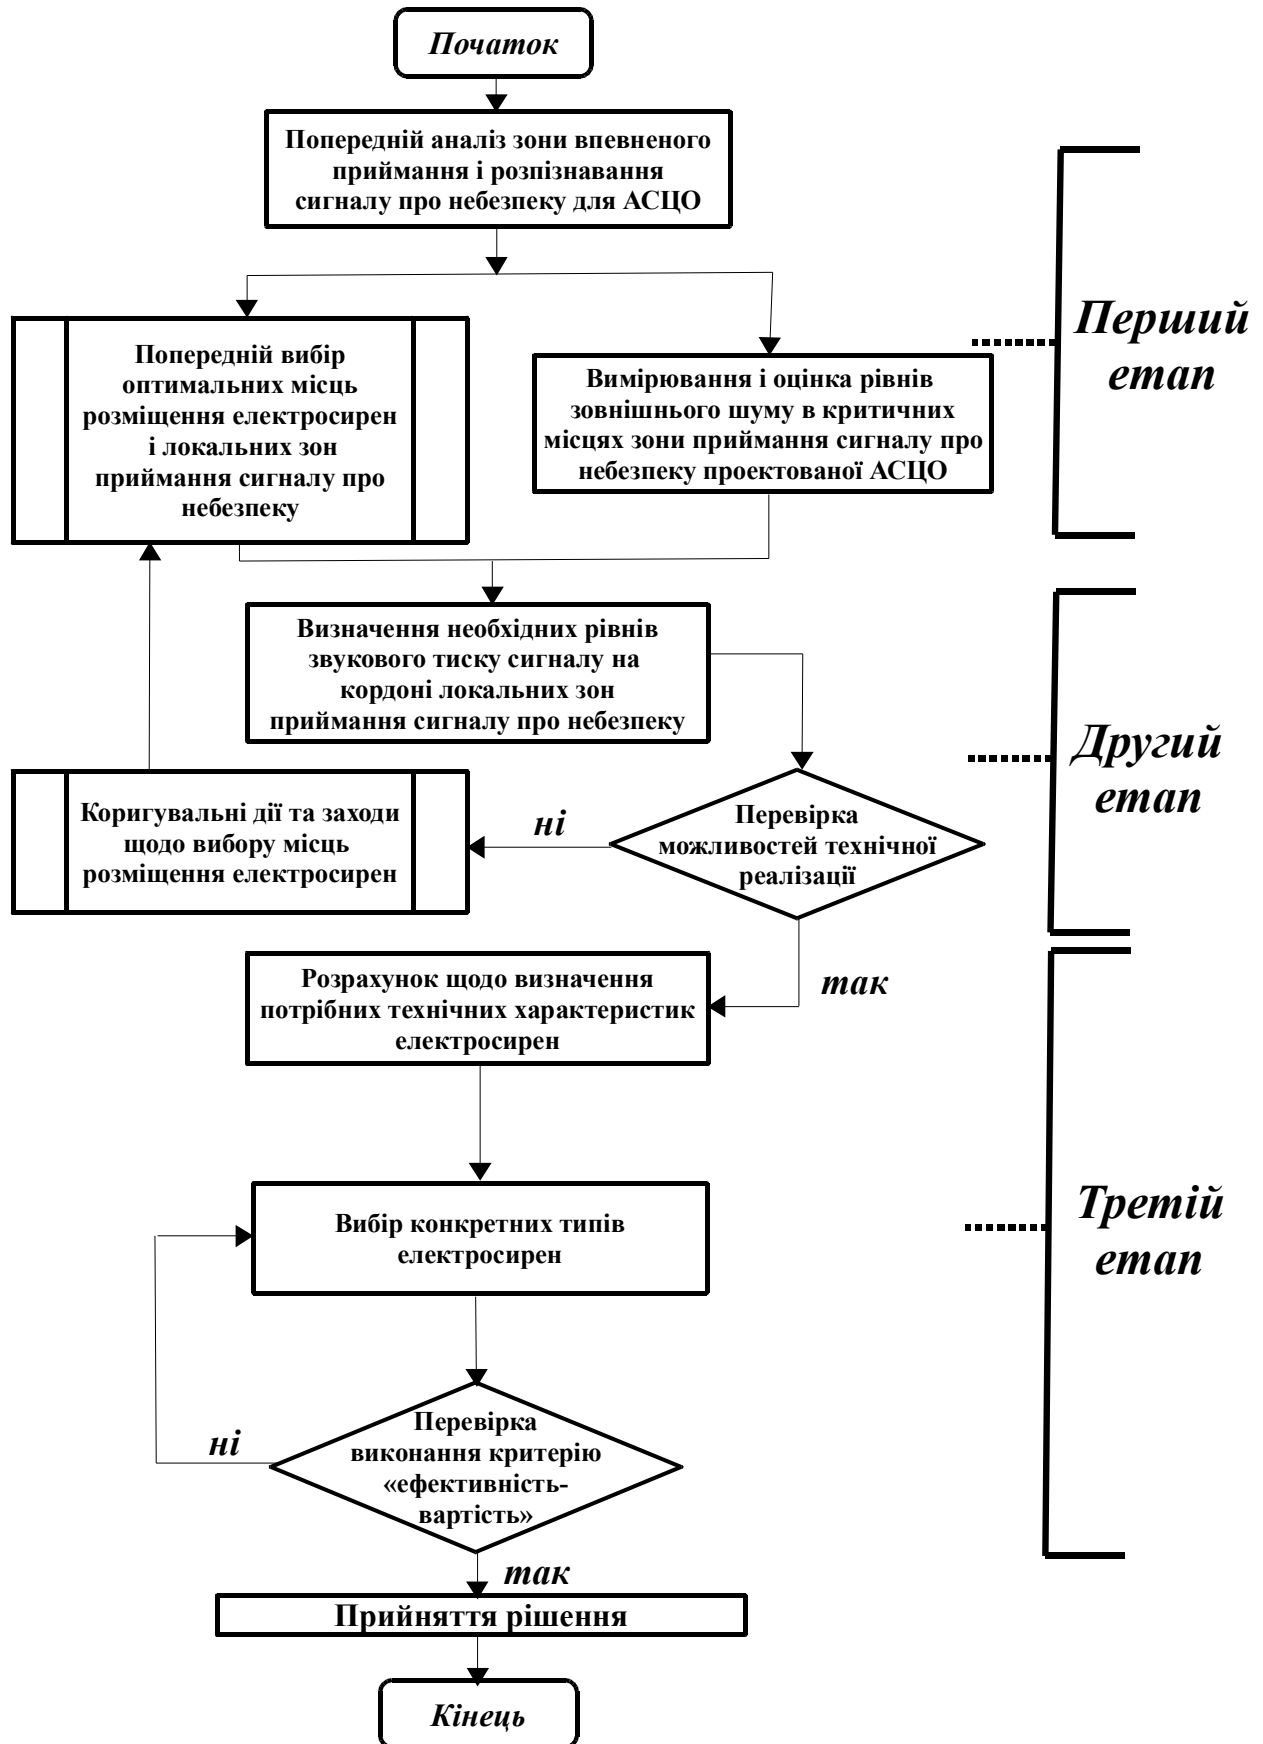 Початок
Попередній аналіз зони впевненого
приймання і розпізнавання
сигналу про небезпеку для АСЦО
Попередній вибір
оптимальних місць
розміщення електросирен
і локальних зон
приймання сигналу про
небезпеку
Вимірювання і оцінка рівнів
зовнішнього шуму в критичних
місцях зони приймання сигналу про
небезпеку проектованої АСЦО
Перший
етап
Визначення необхідних рівнів
звукового тиску сигналу на
кордоні локальних зон
приймання сигналу про небезпеку
Коригувальні дії та заходи
щодо вибору місць
розміщення електросирен
ні
Перевірка
можливостей технічної
реалізації
Другий
етап
так
Розрахунок щодо визначення
потрібних технічних характеристик
електросирен
Вибір конкретних типів
електросирен
Третій
етап
ні
Перевірка
виконання критерію
«ефективність-
вартість»
так
Прийняття рішення
Кінець